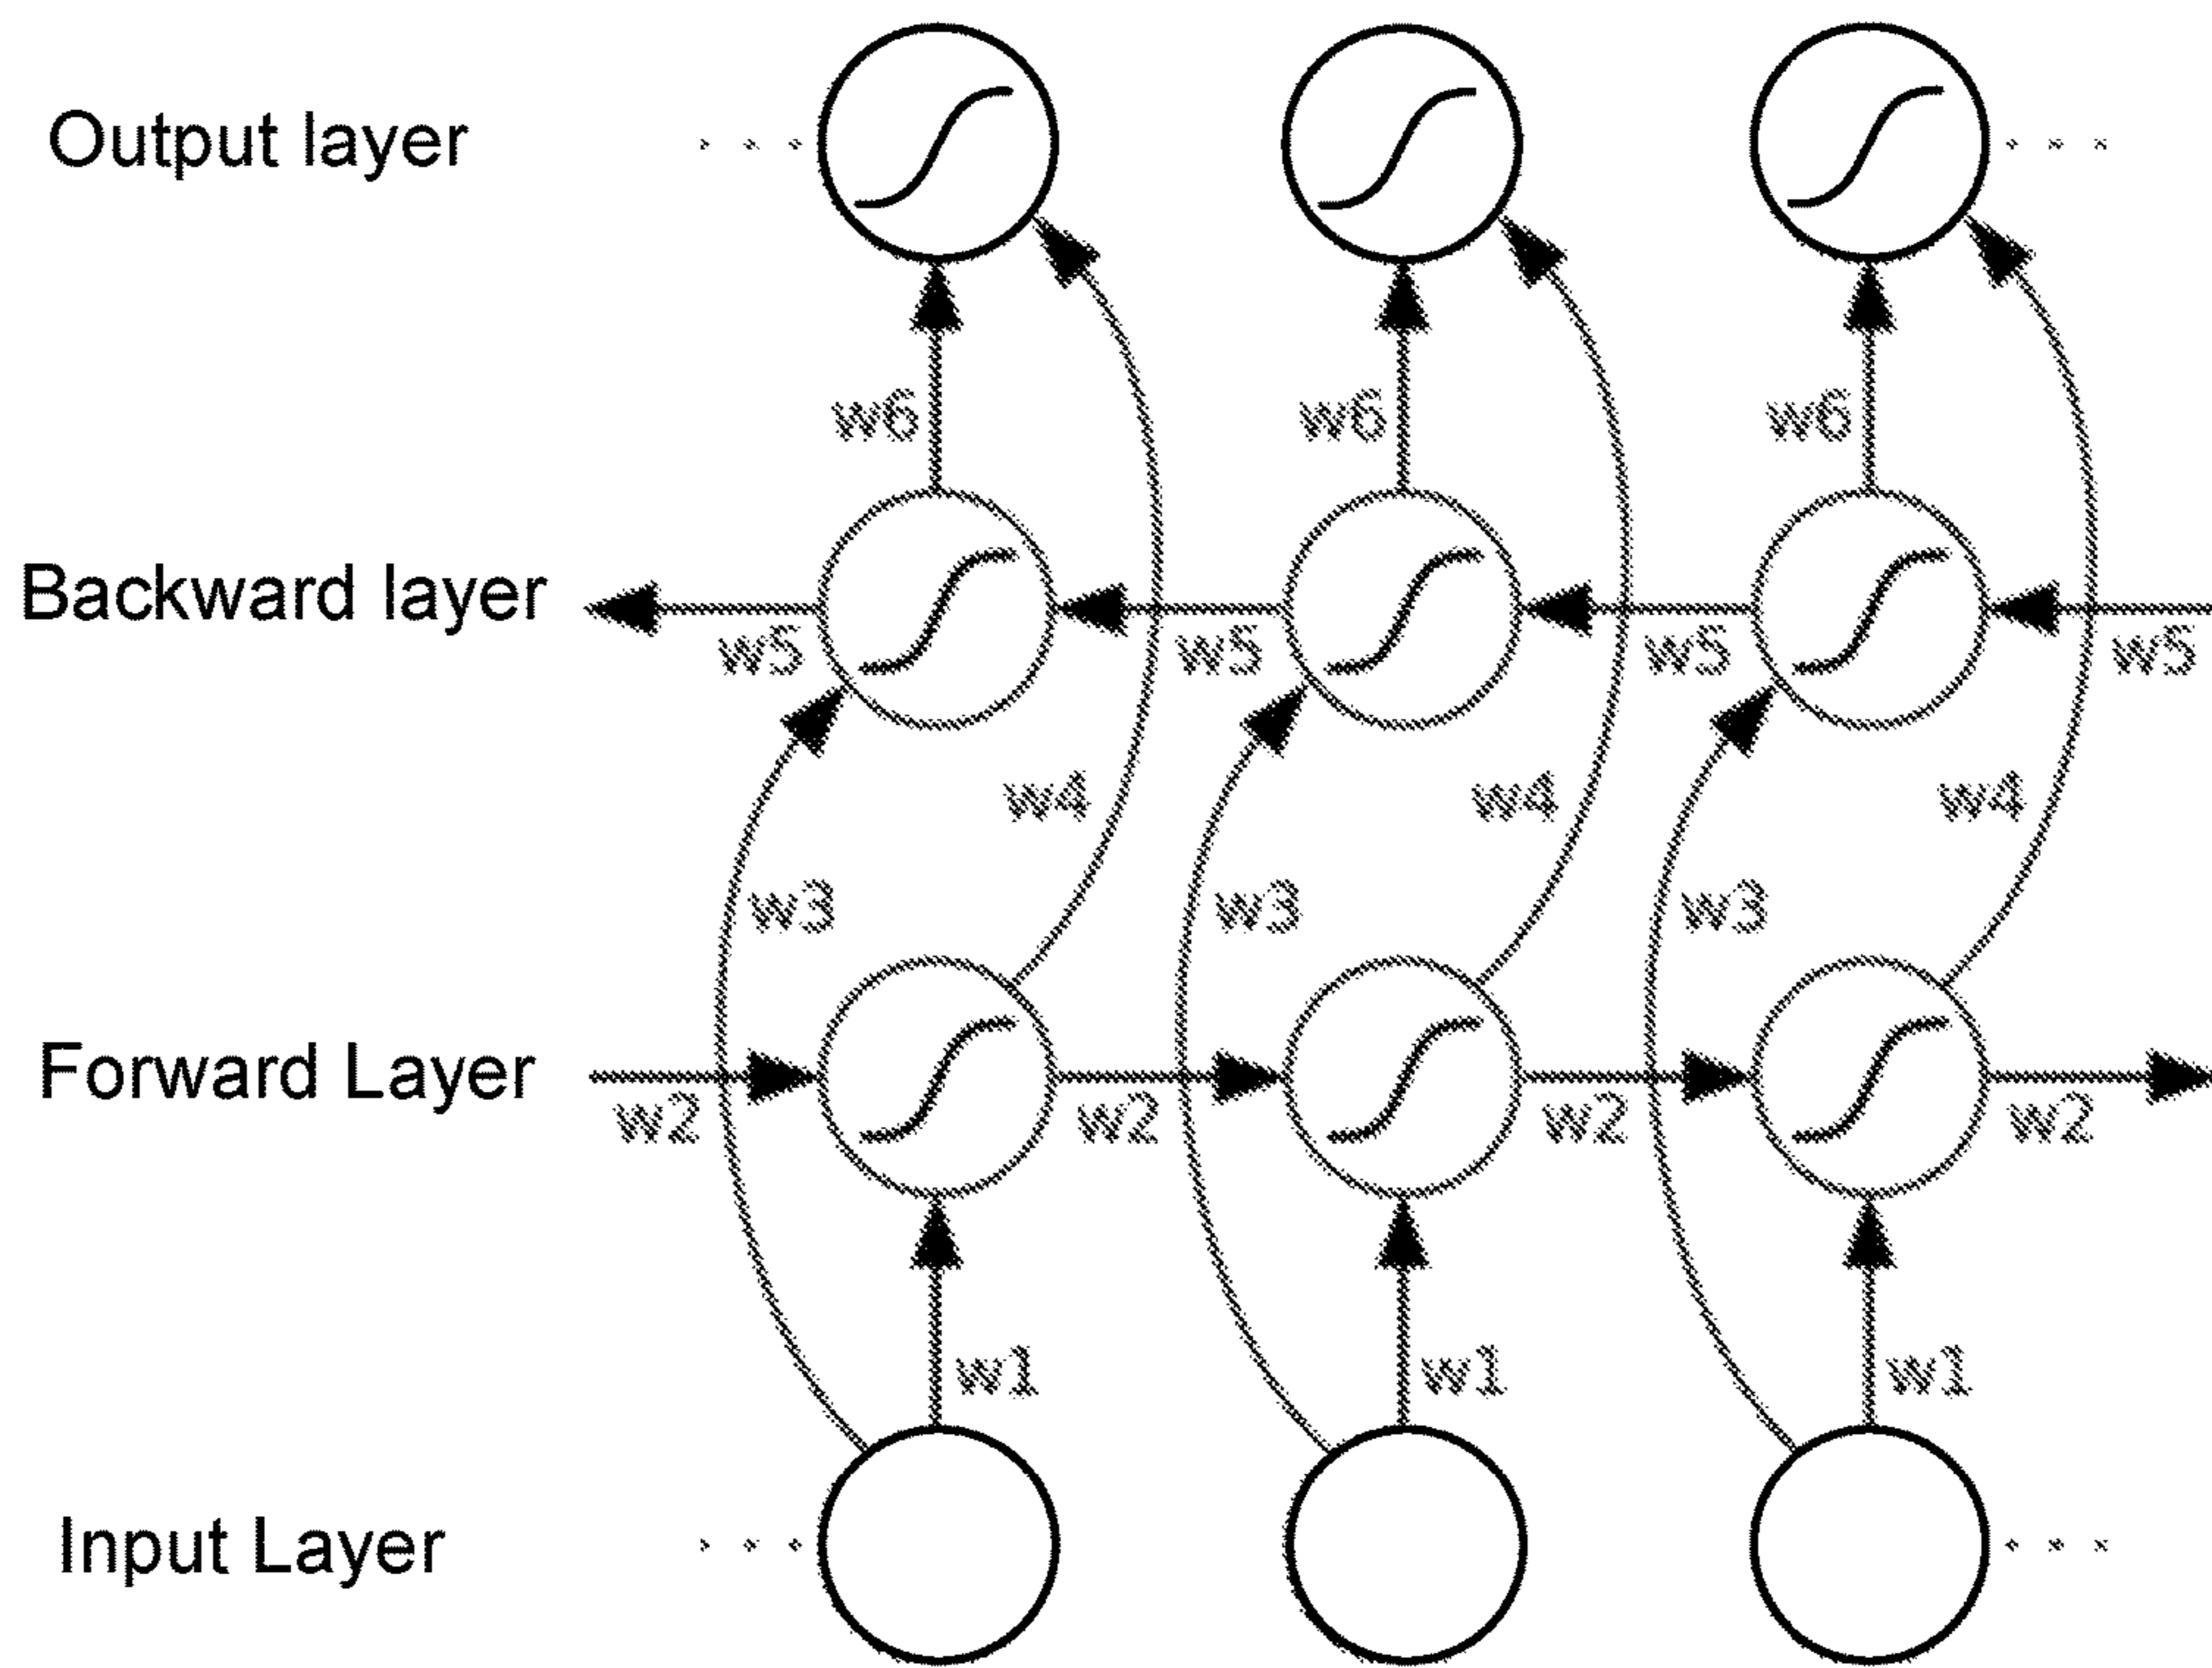 Output layer
w6 w6 w6
Backward layer
w5 w5 w5 w5
w4 w4 w4
w3 w3 w3
Forward Layer
w2 w2 w2 w2
w1 w1 w1
Input Layer